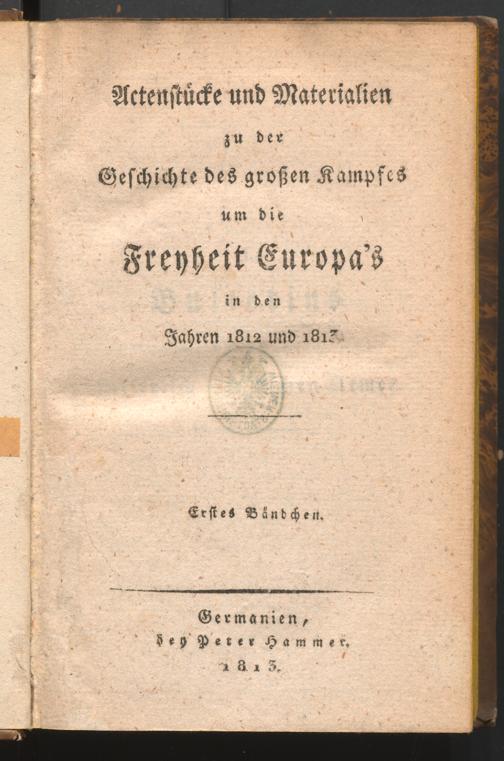 Actenstücke und Materialien
zu der
Geschichte des großen Kampfes
um die
Freyheit Europa's
in den
Jahren 1812 und 1813.
Erstes Bändchen.
Germanien,
bey Peter Hammer.
1813.